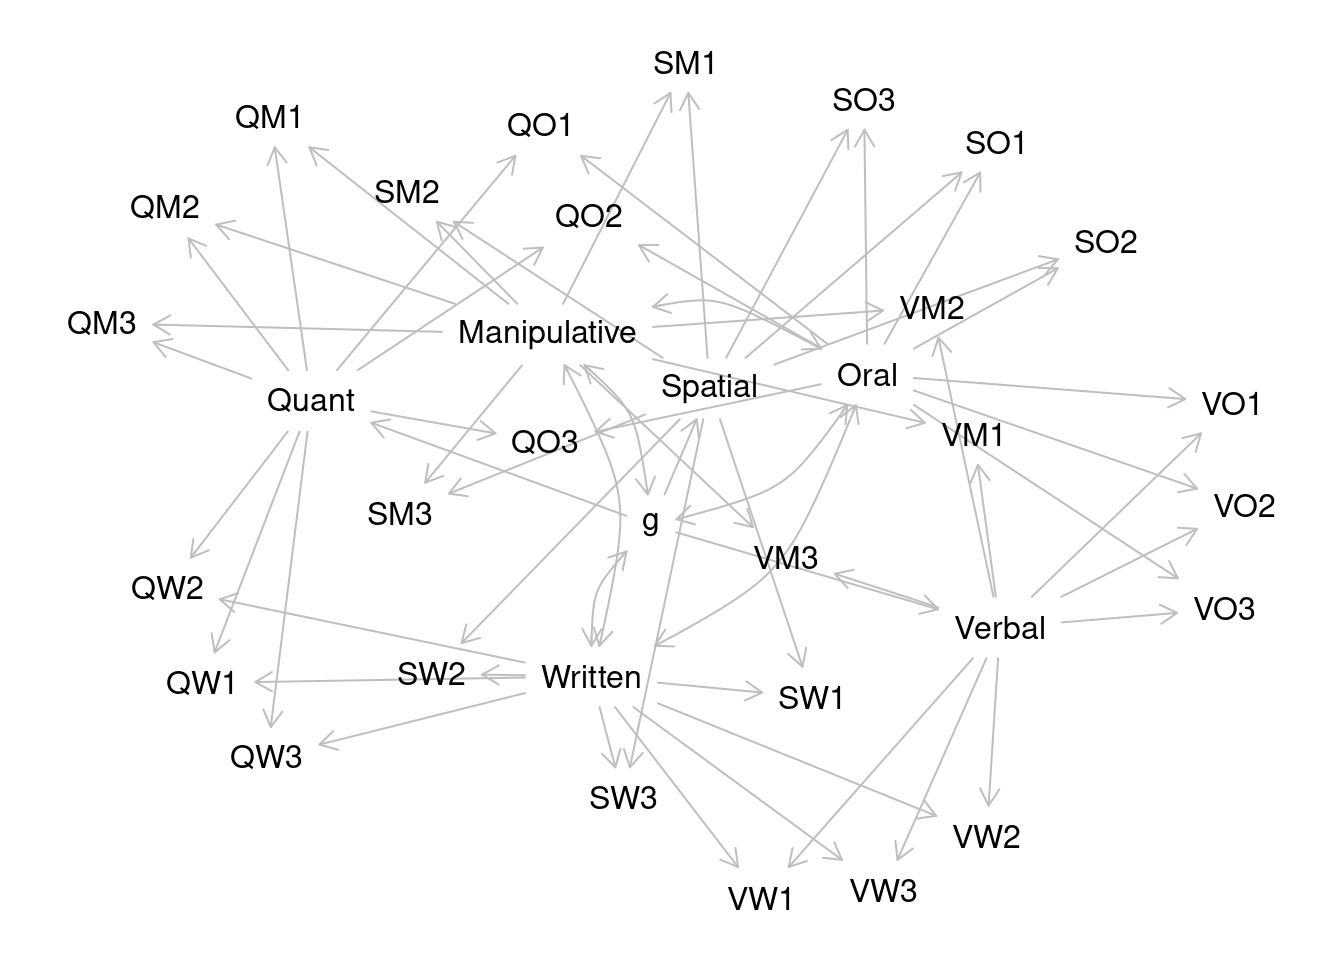 SM1
SO3
QM1
QO1
SO1
SM2
QM2
QO2
SO2
VM2
QM3
Manipulative
Oral
Spatial
Quant
VO1
VM1
QO3
VO2
SM3
g
VM3
QW2
VO3
Verbal
SW2
Written
QW1
SW1
QW3
SW3
VW2
VW3
VW1